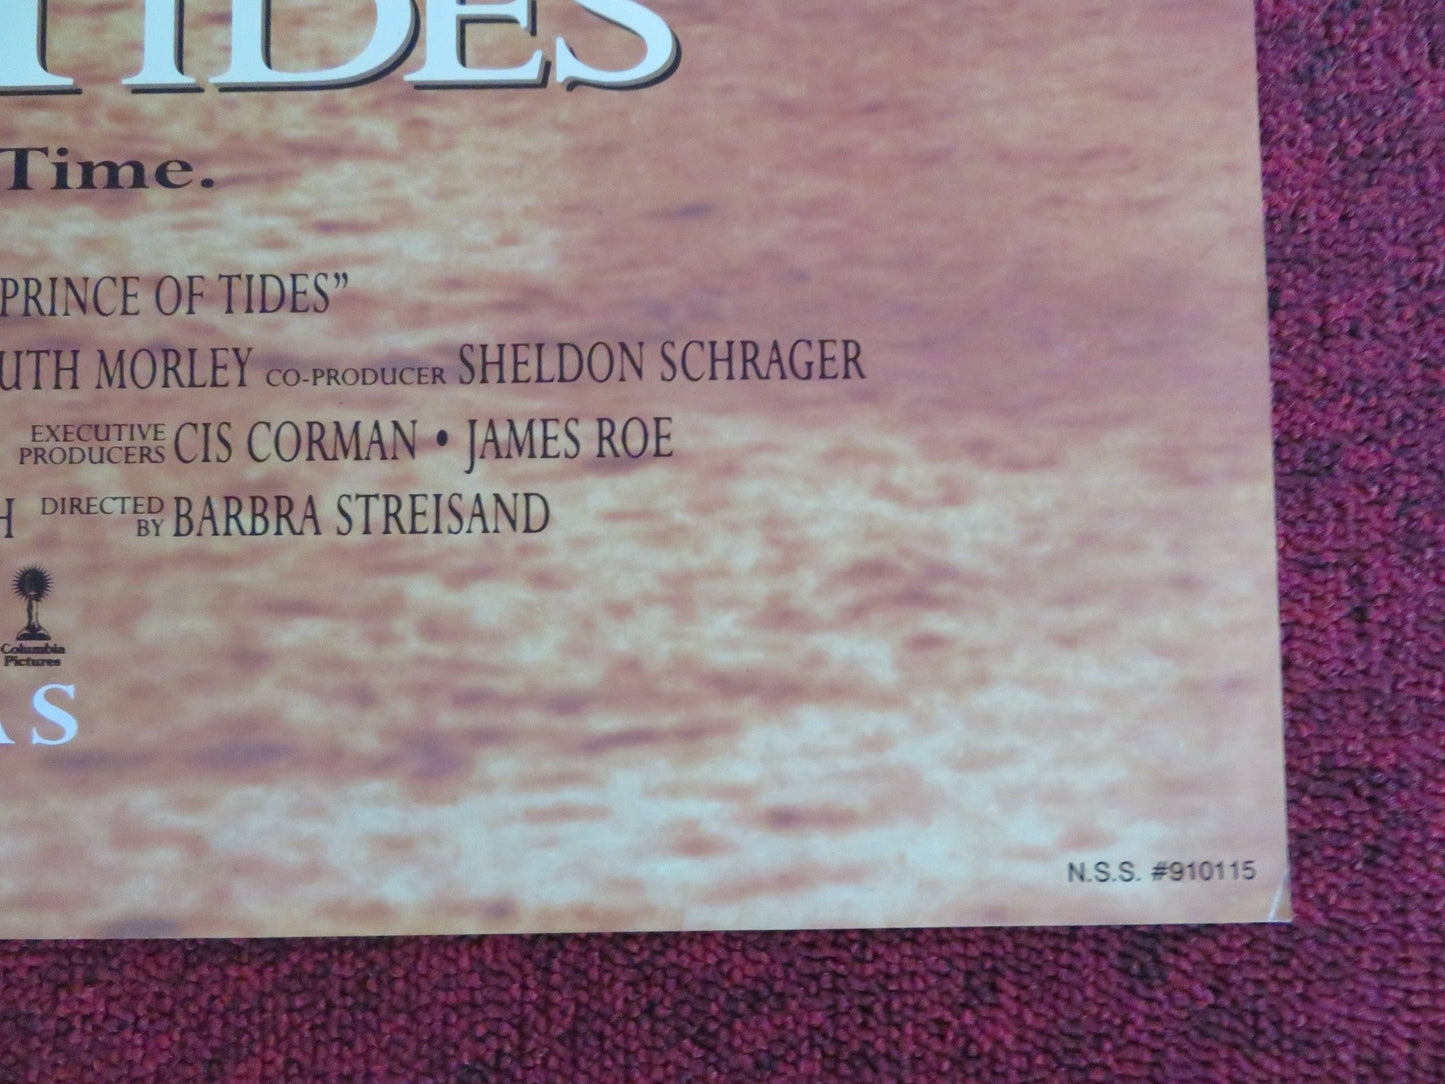 TIDES
Time.
PRINCE OF TIDES”
UTH MORLEY CO-PRODUCER SHELDON SCHRAGER
EXECUTIVE PRODUCERS CIS CORMAN • JAMES ROE
H DIRECTED BY BARBRA STREISAND
Columbia
Pictures
AS
N.S.S. #910115